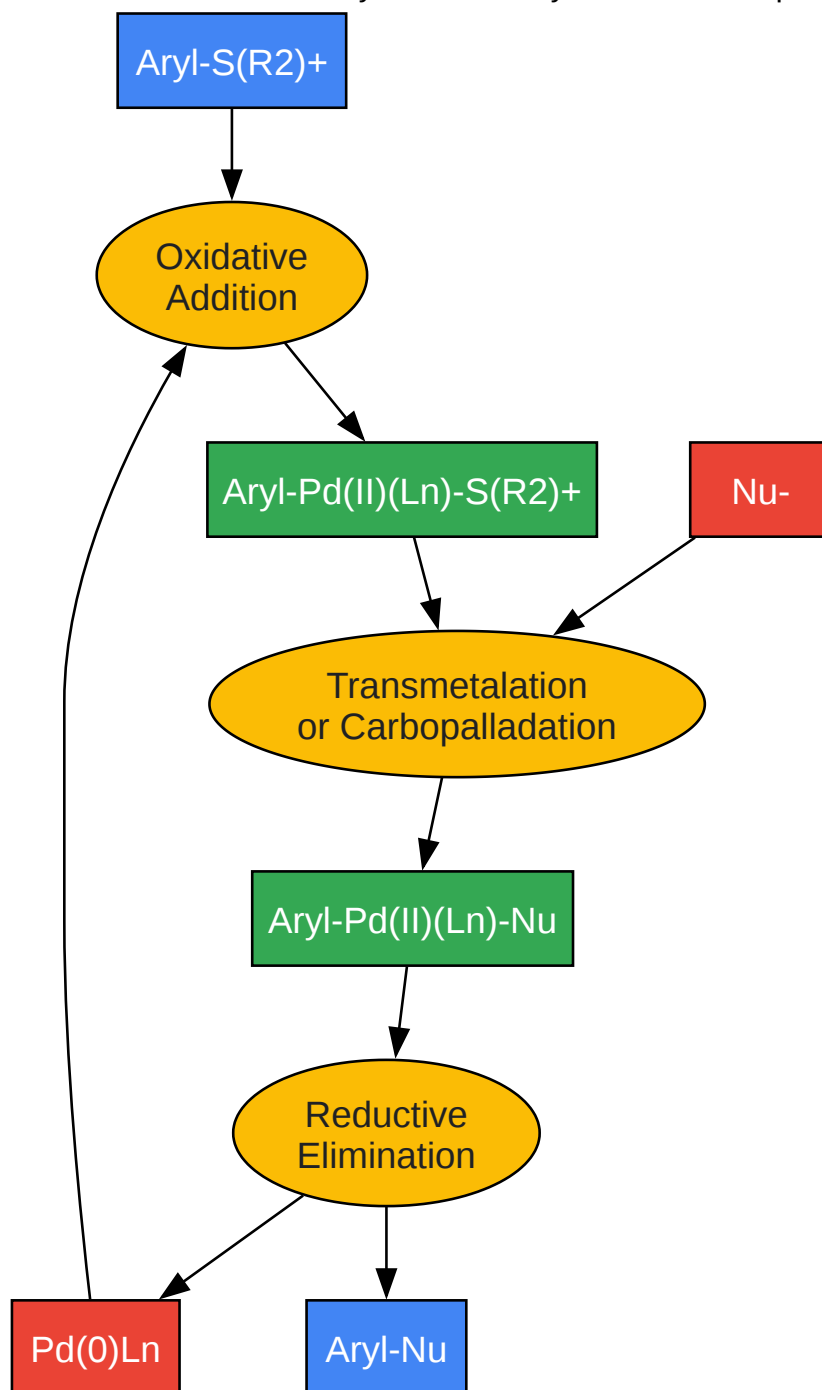 Aryl-S(R2)+
Oxidative
Addition
Aryl-Pd(II)(Ln)-S(R2)+
Nu-
Transmetalation
or Carbopalladation
Aryl-Pd(II)(Ln)-Nu
Reductive
Elimination
Pd(0)Ln
Aryl-Nu